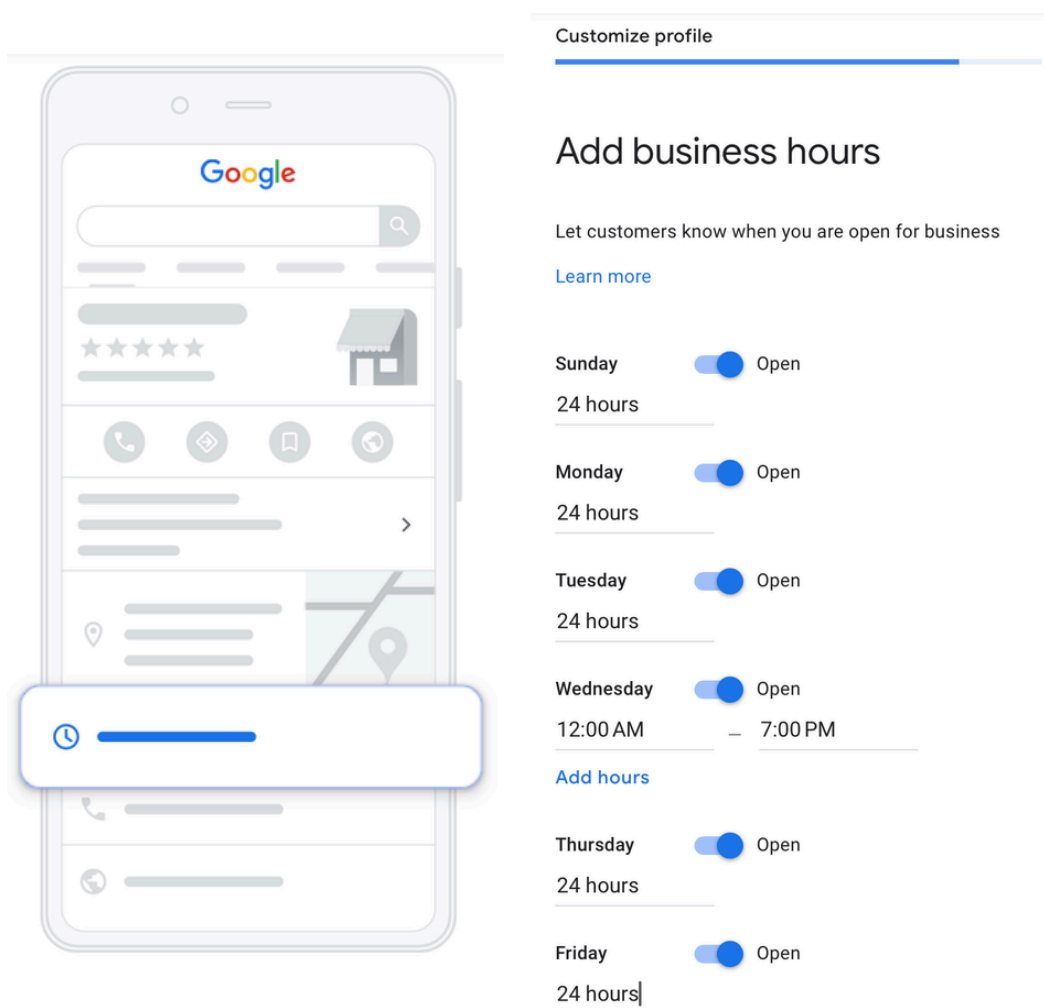 Google
Customize profile
Add business hours
Let customers know when you are open for business
Learn more
Sunday Open
24 hours
Monday Open
24 hours
Tuesday Open
24 hours
Wednesday Open
12:00 AM – 7:00 PM
Add hours
Thursday Open
24 hours
Friday Open
24 hours